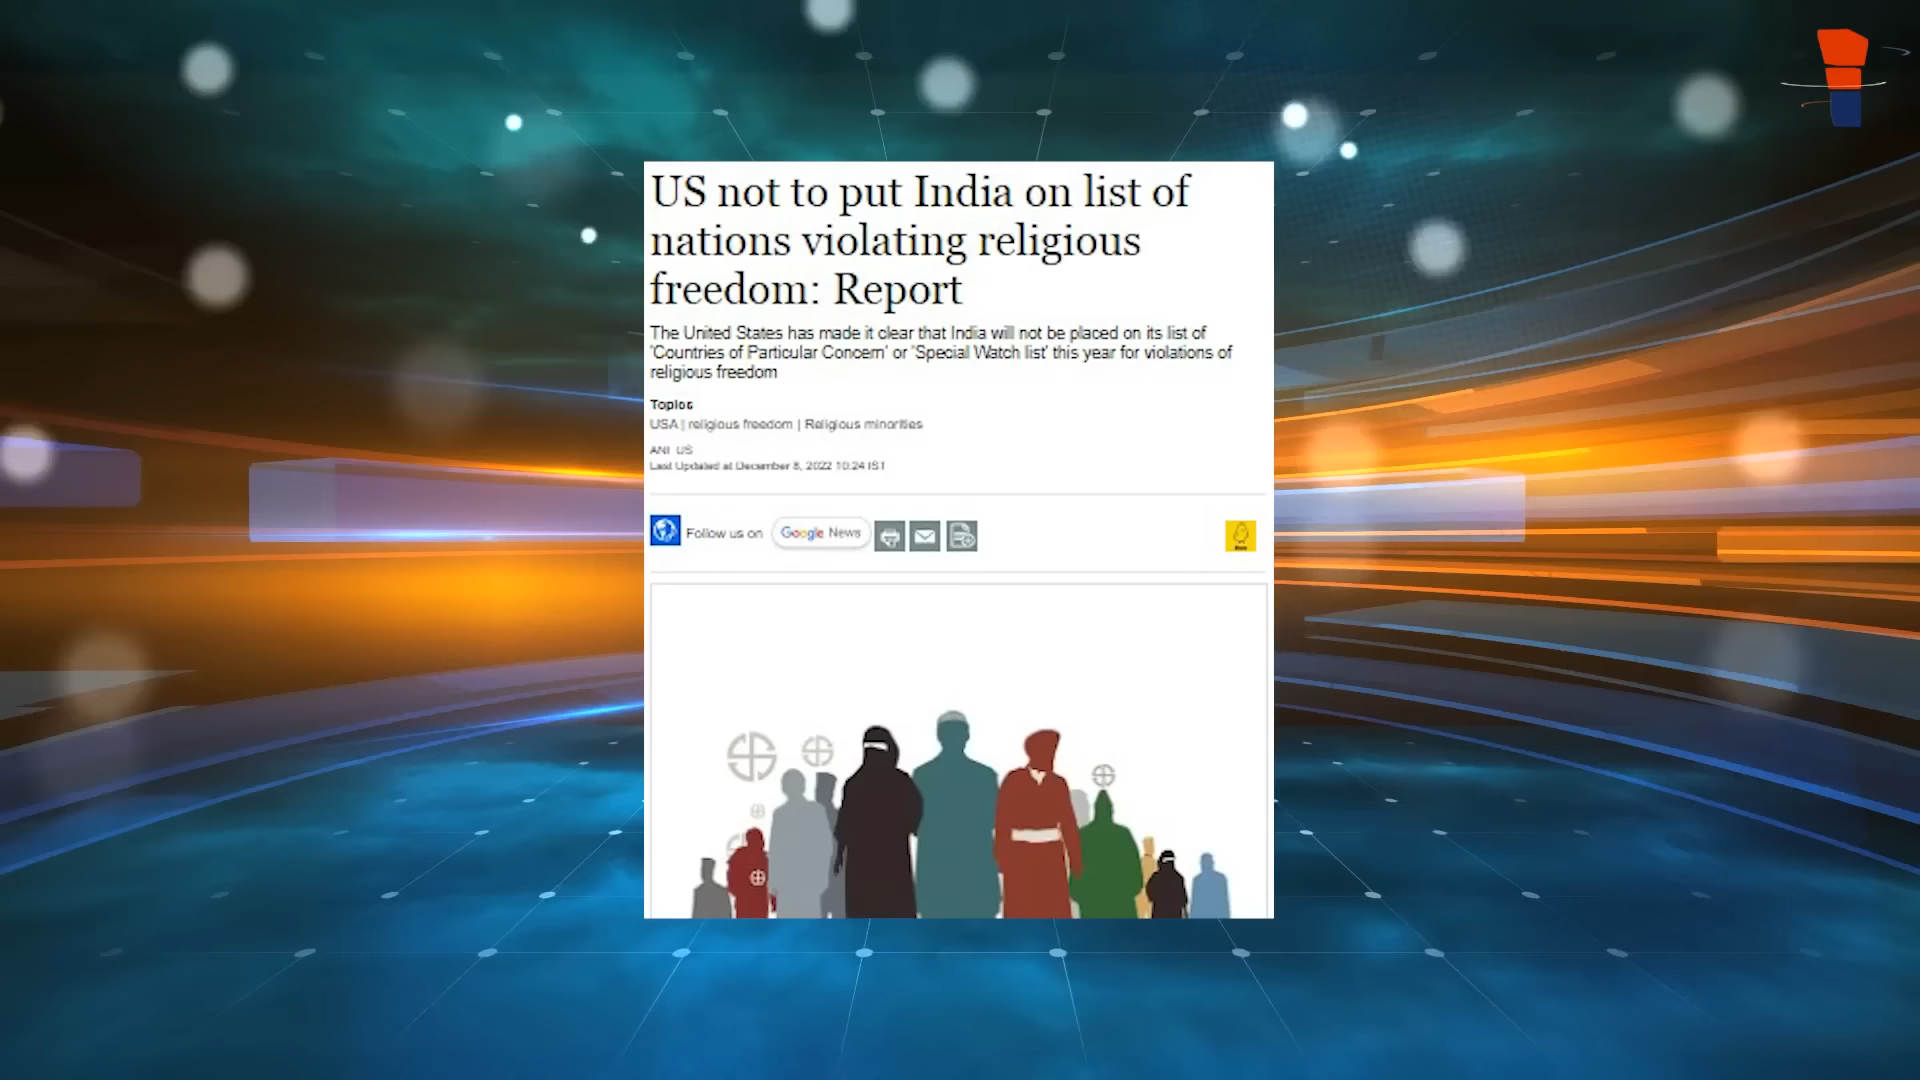 US not to put India on list of
nations violating religious
freedom: Report
The United States has made it clear that India will not be placed on its list of
'Countries of Particular Concern' or 'Special Watch list' this year for violations of
religious freedom
Topics
USA | religious freedom | Religious minorities
ANI US
Last Updated at December 8, 2022 10:24 IST
Follow us on
Google News